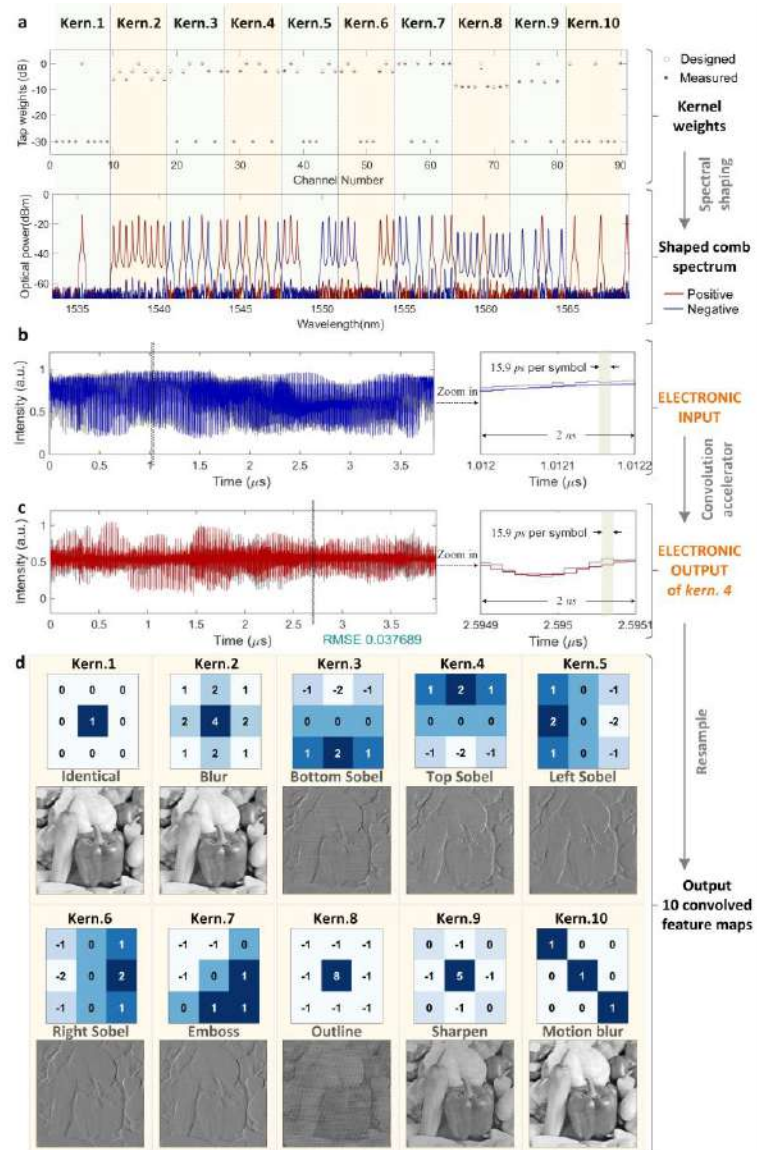 Kern.1 Kern.2 Kern.3 Kern.4 Kern.5 Kern.6 Kern.7 Kern.8 Kern.9 Kern.10
a
Tap weights (dB)
0
-10
-20
-30
0 10 20 30 40 50 60 70 80 90
Channel Number
Designed
Measured
Kernel
weights
Spectral
shaping
Optical power(dBm)
0
-20
-40
-60
1535 1540 1545 1550 1555 1560 1565
Wavelength(nm)
Shaped comb
spectrum
Positive
Negative
b
Intensity (a.u.)
1
0.5
0
0 0.5 1 1.5 2 2.5 3 3.5
Time (μs)
Zoom in
15.9 ps per symbol
2 ns
1.012 1.0121 1.0122
Time (μs)
ELECTRONIC
INPUT
Convolution
accelerator
c
Intensity (a.u.)
1
0.5
0
0 0.5 1 1.5 2 2.5 3 3.5
Time (μs)
RMSE 0.037689
Zoom in
15.9 ps per symbol
2 ns
2.5949 2.595 2.5951
Time (μs)
ELECTRONIC
OUTPUT
of kern. 4
Resample
d
Kern.1 Kern.2 Kern.3 Kern.4 Kern.5
0 0 0 1 2 1 -1 -2 -1 1 2 1 1 0 -1
0 1 0 2 4 2 0 0 0 0 0 0 2 0 -2
0 0 0 1 2 1 1 2 1 -1 -2 -1 1 0 -1
Identical Blur Bottom Sobel Top Sobel Left Sobel
Output
10 convolved
feature maps
Kern.6 Kern.7 Kern.8 Kern.9 Kern.10
-1 0 1 -1 -1 0 -1 -1 -1 0 -1 0 1 0 0
-2 0 2 -1 0 1 -1 8 -1 -1 5 -1 0 1 0
-1 0 1 0 1 1 -1 -1 -1 0 -1 0 0 0 1
Right Sobel Emboss Outline Sharpen Motion blur